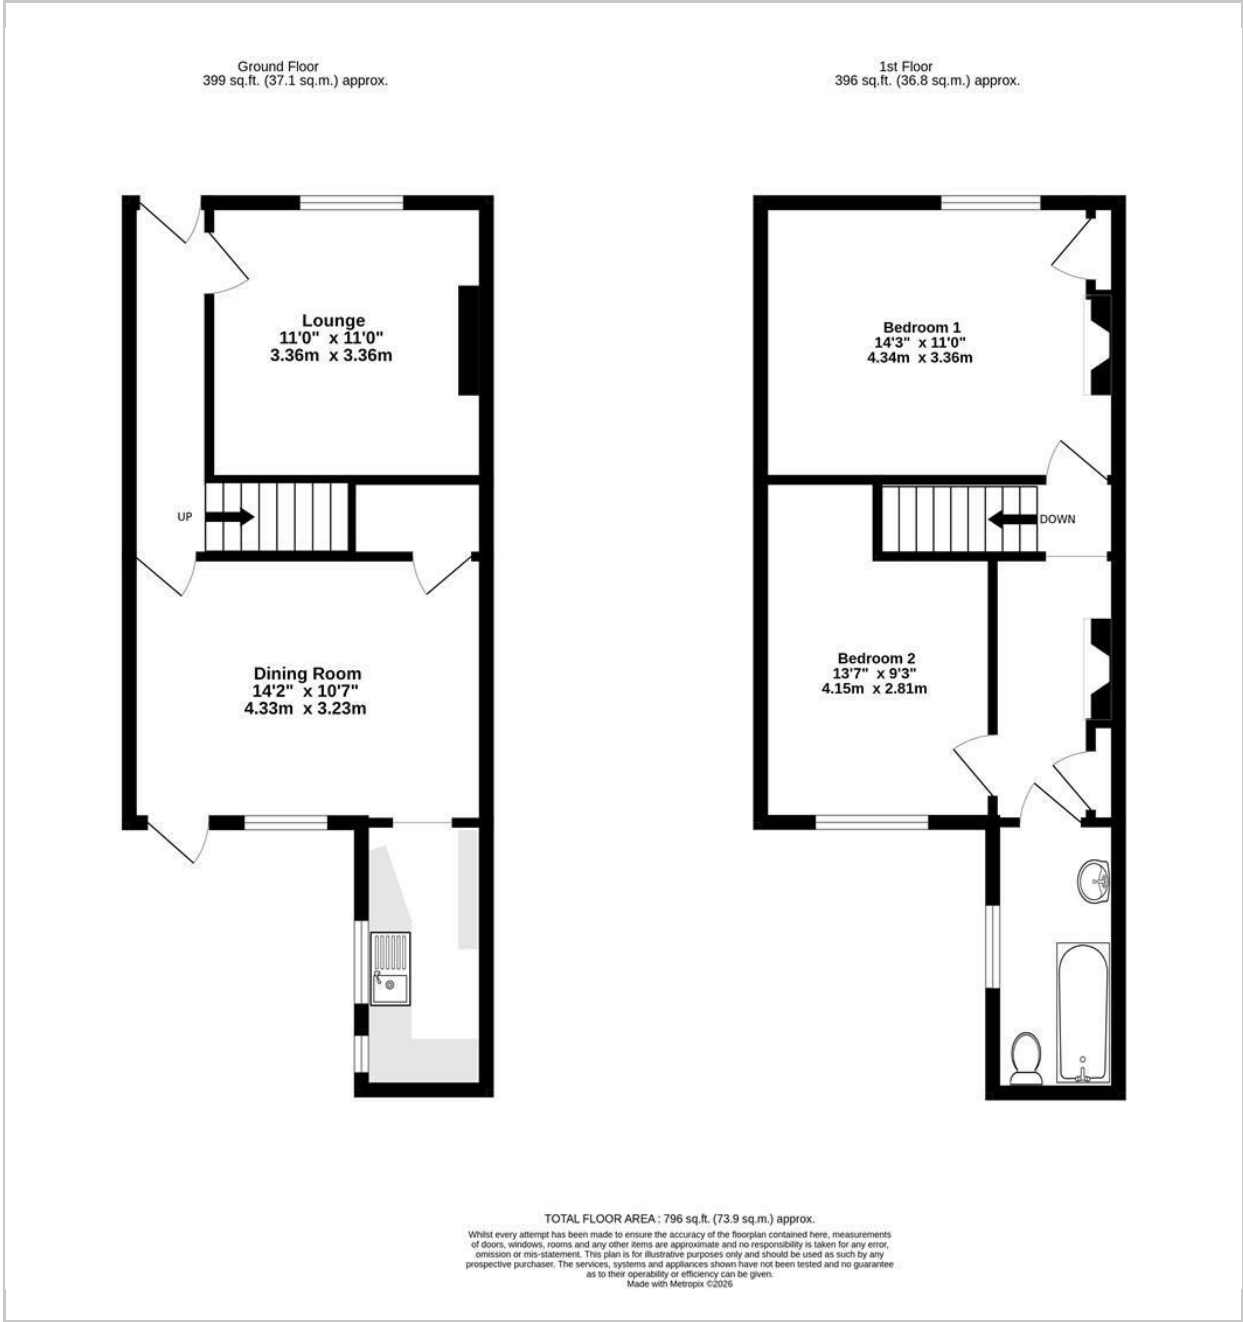 Ground Floor
399 sq.ft. (37.1 sq.m.) approx.
1st Floor
396 sq.ft. (36.8 sq.m.) approx.
Lounge
11'0" x 11'0"
3.36m x 3.36m
UP
Dining Room
14'2" x 10'7"
4.33m x 3.23m
Bedroom 1
14'3" x 11'0"
4.34m x 3.36m
DOWN
Bedroom 2
13'7" x 9'3"
4.15m x 2.81m
TOTAL FLOOR AREA : 796 sq.ft. (73.9 sq.m.) approx.
Whilst every attempt has been made to ensure the accuracy of the floorplan contained here, measurements
of doors, windows, rooms and any other items are approximate and no responsibility is taken for any error,
omission or mis-statement. This plan is for illustrative purposes only and should be used as such by any
prospective purchaser. The services, systems and appliances shown have not been tested and no guarantee
as to their operability or efficiency can be given.
Made with Metropix ©2026